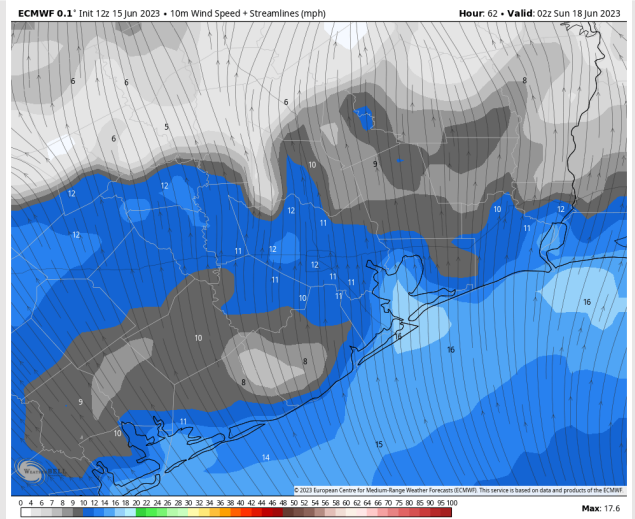 ECMWF 0.1° Init 12z 15 Jun 2023 • 10m Wind Speed + Streamlines (mph) Hour: 62 • Valid: 02z Sun 18 Jun 2023
6 6 8
6
5
6
10 9
12 12
12 10 12
11 11
12
11 12
12
11 11
11 10 11
16
16
10 16
8
8
9
10 11
15
14
WeatherBELL
© 2023 European Centre for Medium-Range Weather Forecasts (ECMWF). This service is based on data and products of the ECMWF.
0 4 6 7 8 9 10 12 14 16 18 20 22 24 26 28 30 32 34 36 38 40 42 44 46 48 50 52 54 56 58 60 62 64 66 68 70 75 80 85 90 95 100
Max: 17.6